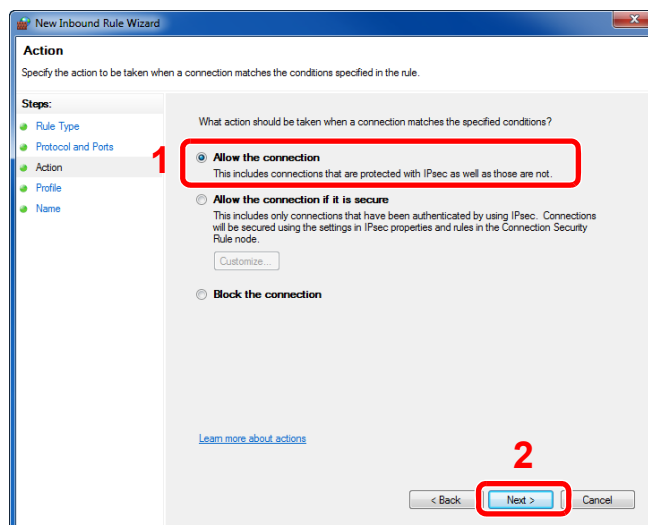 New Inbound Rule Wizard
Action
Specify the action to be taken when a connection matches the conditions specified in the rule.
Steps:
Rule Type
Protocol and Ports
Action
Profile
Name
What action should be taken when a connection matches the specified conditions?
1
Allow the connection
This includes connections that are protected with IPsec as well as those are not.
Allow the connection if it is secure
This includes only connections that have been authenticated by using IPsec. Connections
will be secured using the settings in IPsec properties and rules in the Connection Security
Rule node.
Customize...
Block the connection
Learn more about actions
2
< Back
Next >
Cancel